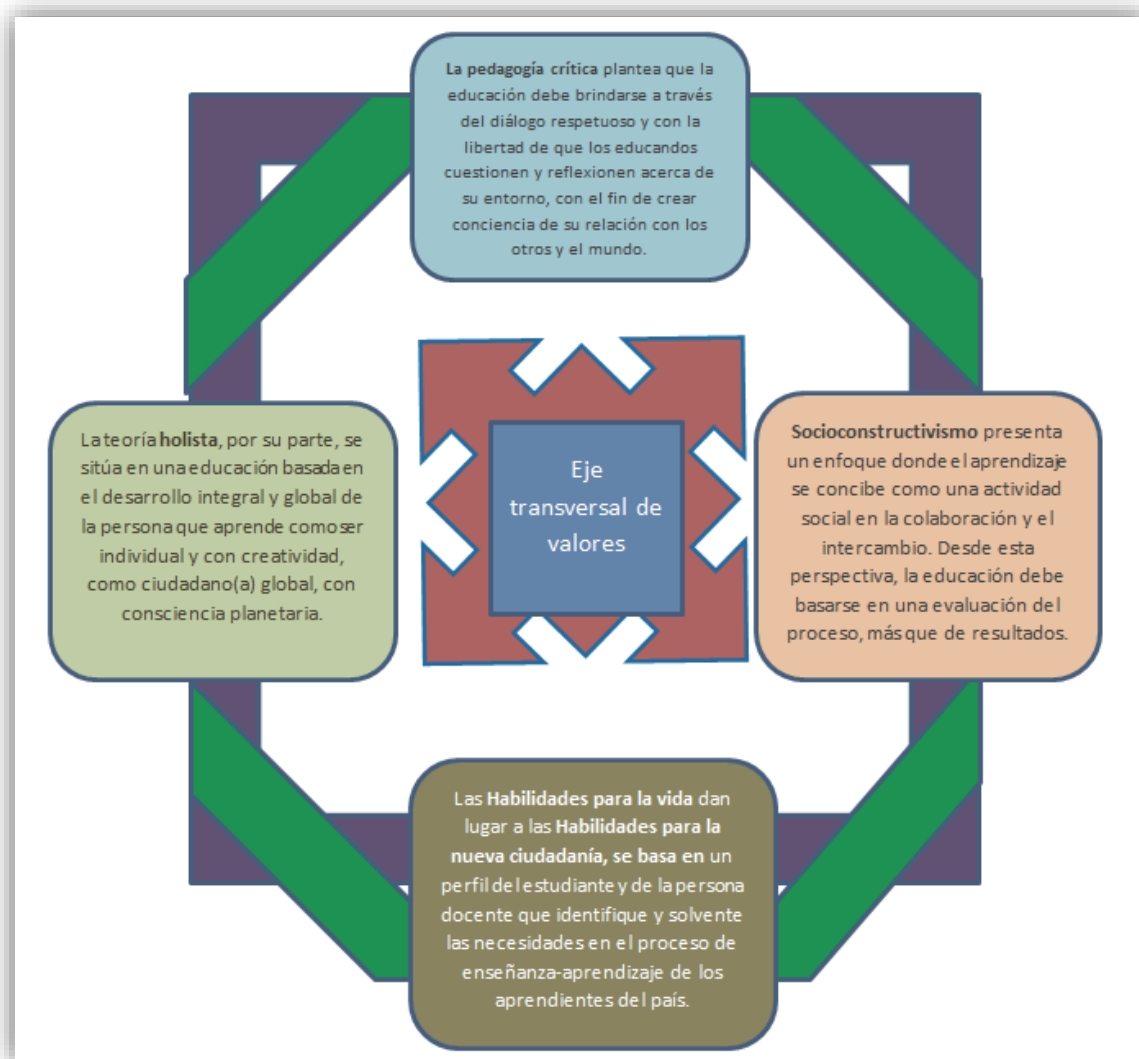 La pedagogía crítica plantea que la
educación debe brindarse a través
del diálogo respetuoso y con la
libertad de que los educandos
cuestionen y reflexionen acerca de
su entorno, con el fin de crear
conciencia de su relación con los
otros y el mundo.
La teoría holista, por su parte, se
sitúa en una educación basada en
el desarrollo integral y global de
la persona que aprende como ser
individual y con creatividad,
como ciudadano(a) global, con
consciencia planetaria.
Eje
transversal de
valores
Socioconstructivismo presenta
un enfoque donde el aprendizaje
se concibe como una actividad
social en la colaboración y el
intercambio. Desde esta
perspectiva, la educación debe
basarse en una evaluación del
proceso, más que de resultados.
Las Habilidades para la vida dan
lugar a las Habilidades para la
nueva ciudadanía, se basa en un
perfil del estudiante y de la persona
docente que identifique y solvente
las necesidades en el proceso de
enseñanza-aprendizaje de los
aprendientes del país.